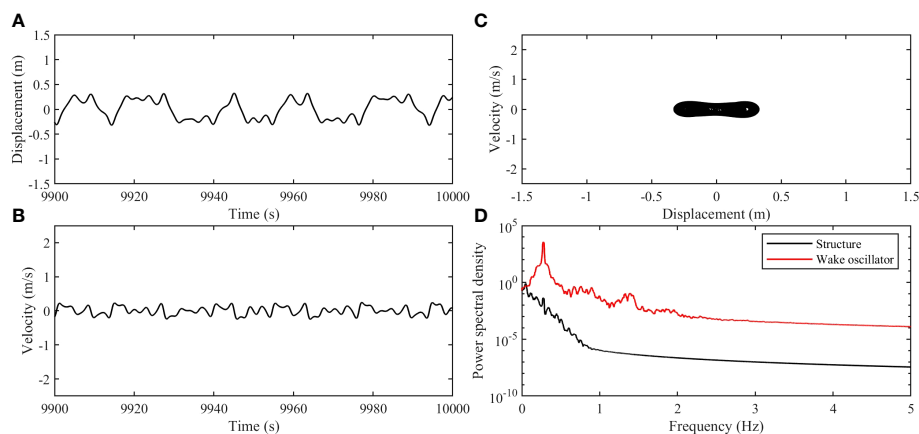 A
1.5
1
0.5
0
-0.5
-1
-1.5
Displacement (m)
9900 9920 9940 9960 9980 10000
Time (s)
B
2
1
0
-1
-2
Velocity (m/s)
9900 9920 9940 9960 9980 10000
Time (s)
C
2
1
0
-1
-2
Velocity (m/s)
-1.5 -1 -0.5 0 0.5 1 1.5
Displacement (m)
D
10^5
10^0
10^-5
10^-10
Power spectral density
Structure
Wake oscillator
0 1 2 3 4 5
Frequency (Hz)